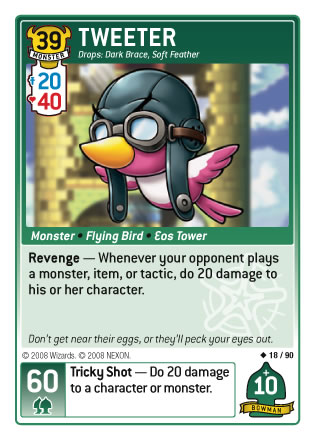 39
MONSTER
TWEETER
Drops: Dark Brace, Soft Feather
20
40
Monster • Flying Bird • Eos Tower
Revenge — Whenever your opponent plays
a monster, item, or tactic, do 20 damage to
his or her character.
Don't get near their eggs, or they'll peck your eyes out.
© 2008 Wizards. © 2008 NEXON.
◆ 18 / 90
60
Tricky Shot — Do 20 damage
to a character or monster.
+
10
BOWMAN